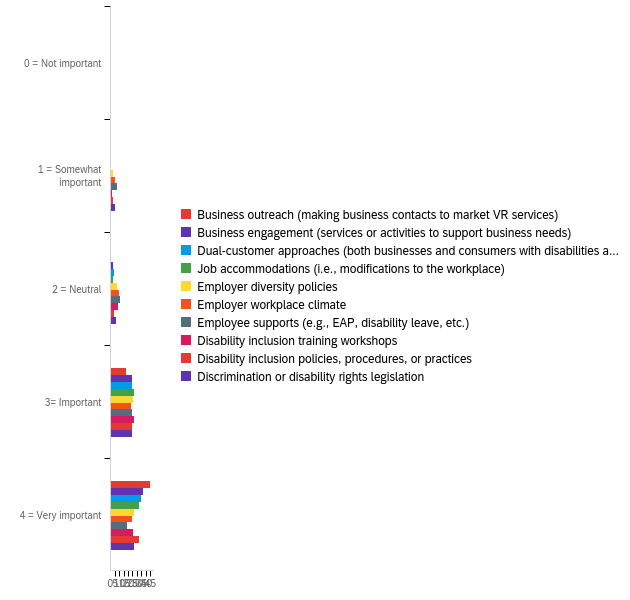 0 = Not important
1 = Somewhat
important
2 = Neutral
3= Important
4 = Very important
Business outreach (making business contacts to market VR services)
Business engagement (services or activities to support business needs)
Dual-customer approaches (both businesses and consumers with disabilities a...
Job accommodations (i.e., modifications to the workplace)
Employer diversity policies
Employer workplace climate
Employee supports (e.g., EAP, disability leave, etc.)
Disability inclusion training workshops
Disability inclusion policies, procedures, or practices
Discrimination or disability rights legislation